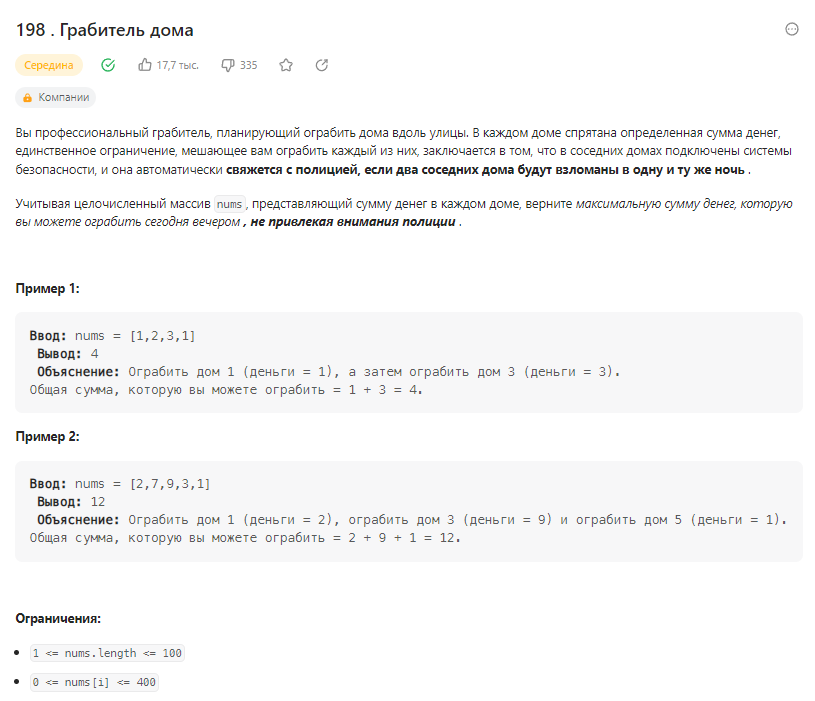 198 . Грабитель дома
Середина 17,7 тыс. 335
Компании
Вы профессиональный грабитель, планирующий ограбить дома вдоль улицы. В каждом доме спрятана определенная сумма денег,
единственное ограничение, мешающее вам ограбить каждый из них, заключается в том, что в соседних домах подключены системы
безопасности, и она автоматически свяжется с полицией, если два соседних дома будут взломаны в одну и ту же ночь .
Учитывая целочисленный массив nums , представляющий сумму денег в каждом доме, верните максимальную сумму денег, которую
вы можете ограбить сегодня вечером , не привлекая внимания полиции .
Пример 1:
Ввод: nums = [1,2,3,1]
Вывод: 4
Объяснение: Ограбить дом 1 (деньги = 1), а затем ограбить дом 3 (деньги = 3).
Общая сумма, которую вы можете ограбить = 1 + 3 = 4.
Пример 2:
Ввод: nums = [2,7,9,3,1]
Вывод: 12
Объяснение: Ограбить дом 1 (деньги = 2), ограбить дом 3 (деньги = 9) и ограбить дом 5 (деньги = 1).
Общая сумма, которую вы можете ограбить = 2 + 9 + 1 = 12.
Ограничения:
1 <= nums.length <= 100
0 <= nums[i] <= 400